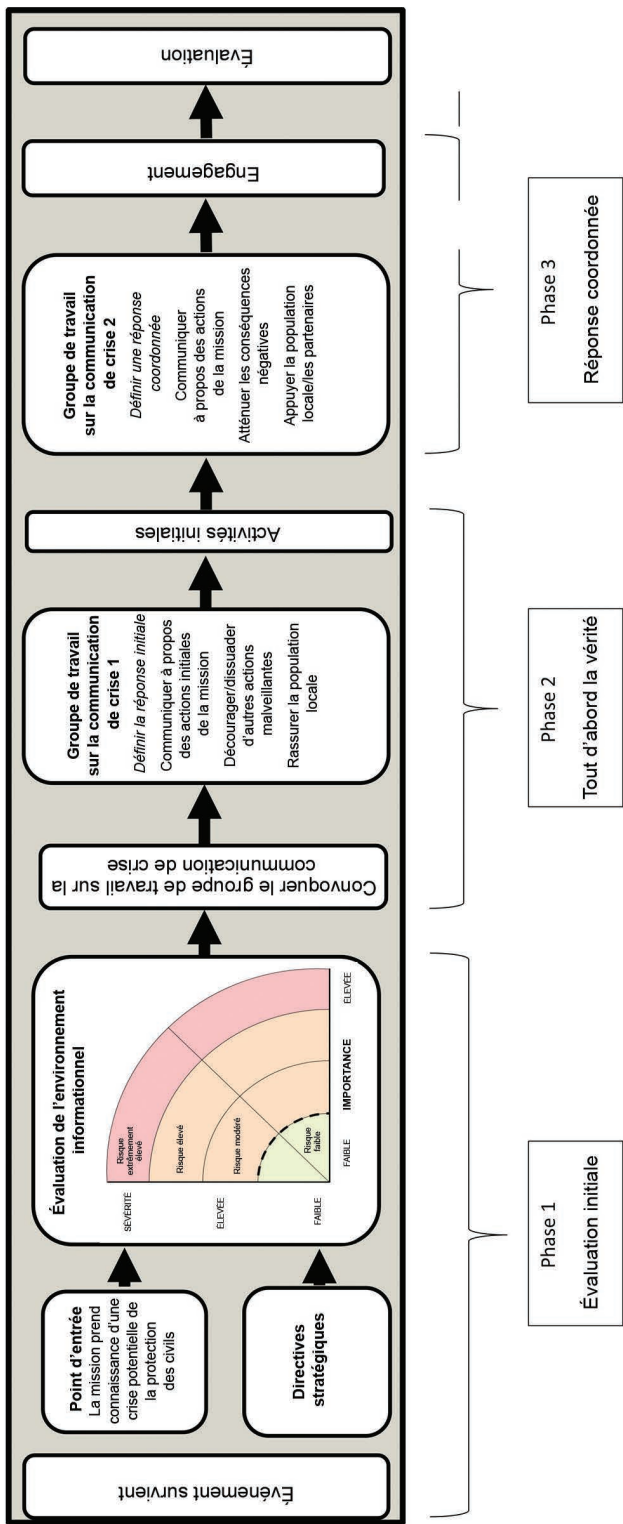 Événement survient
Point d'entrée
La mission prend
connaissance d'une
crise potentielle de
la protection
des civils
Directives
stratégiques
Évaluation de l'environnement
informationnel
SÉVÉRITÉ
ÉLEVÉE
FAIBLE
Risque
extrêmement
élevé
Risque élevé
Risque modéré
Risque
faible
FAIBLE
IMPORTANCE
ÉLEVÉE
Convoquer le groupe de travail sur la
communication de crise
Groupe de travail
sur la communication
de crise 1
Définir la réponse initiale
Communiquer à propos
des actions initiales
de la mission
Décourager/dissuader
d'autres actions
malveillantes
Rassurer la population
locale
Activités initiales
Groupe de travail
sur la communication
de crise 2
Définir une réponse
coordonnée
Communiquer
à propos des actions
de la mission
Atténuer les conséquences
négatives
Appuyer la population
locale/les partenaires
Engagement
Évaluation
Phase 1
Évaluation initiale
Phase 2
Tout d'abord la vérité
Phase 3
Réponse coordonnée